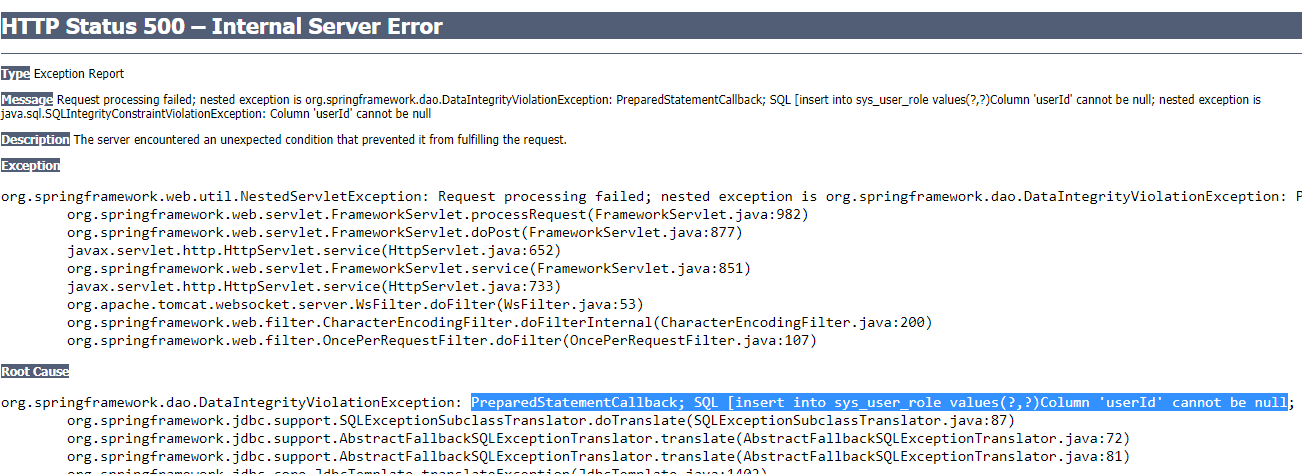 HTTP Status 500 – Internal Server Error
Type Exception Report
Message Request processing failed; nested exception is org.springframework.dao.DataIntegrityViolationException: PreparedStatementCallback; SQL [insert into sys_user_role values(?,?)Column 'userId' cannot be null; nested exception is
java.sql.SQLIntegrityConstraintViolationException: Column 'userId' cannot be null
Description The server encountered an unexpected condition that prevented it from fulfilling the request.
Exception
org.springframework.web.util.NestedServletException: Request processing failed; nested exception is org.springframework.dao.DataIntegrityViolationException: P
org.springframework.web.servlet.FrameworkServlet.processRequest(FrameworkServlet.java:982)
org.springframework.web.servlet.FrameworkServlet.doPost(FrameworkServlet.java:877)
javax.servlet.http.HttpServlet.service(HttpServlet.java:652)
org.springframework.web.servlet.FrameworkServlet.service(FrameworkServlet.java:851)
javax.servlet.http.HttpServlet.service(HttpServlet.java:733)
org.apache.tomcat.websocket.server.WsFilter.doFilter(WsFilter.java:53)
org.springframework.web.filter.CharacterEncodingFilter.doFilterInternal(CharacterEncodingFilter.java:200)
org.springframework.web.filter.OncePerRequestFilter.doFilter(OncePerRequestFilter.java:107)
Root Cause
org.springframework.dao.DataIntegrityViolationException: PreparedStatementCallback; SQL [insert into sys_user_role values(?,?)Column 'userId' cannot be null;
org.springframework.jdbc.support.SQLExceptionSubclassTranslator.doTranslate(SQLExceptionSubclassTranslator.java:87)
org.springframework.jdbc.support.AbstractFallbackSQLExceptionTranslator.translate(AbstractFallbackSQLExceptionTranslator.java:72)
org.springframework.jdbc.support.AbstractFallbackSQLExceptionTranslator.translate(AbstractFallbackSQLExceptionTranslator.java:81)
org.springframework.jdbc.core.JdbcTemplate.translateException(JdbcTemplate.java:1402)